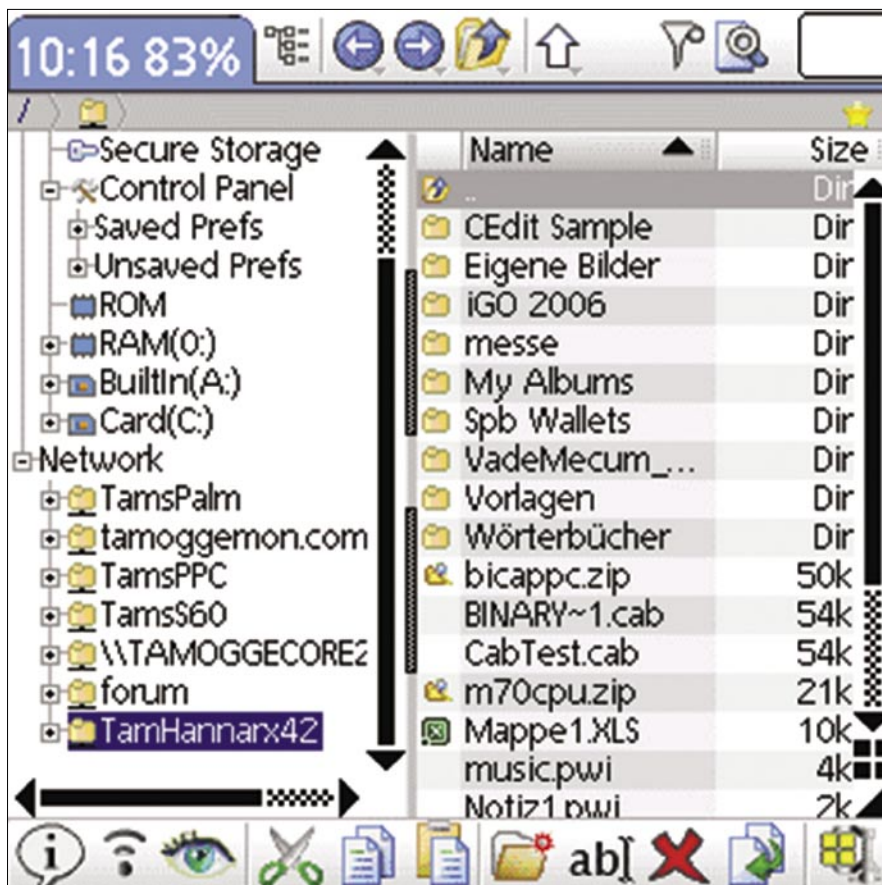 10:16 83%
/
Secure Storage
Control Panel
Saved Prefs
Unsaved Prefs
ROM
RAM(0:)
BuiltIn(A:)
Card(C:)
Network
TamsPalm
tamoggemon.com
TamsPPC
TamsS60
\\TAMOGGECORE2
forum
TamHannarx42
Name Size
.. Dir
CEdit Sample Dir
Eigene Bilder Dir
iGO 2006 Dir
messe Dir
My Albums Dir
Spb Wallets Dir
VadeMecum_... Dir
Vorlagen Dir
Wörterbücher Dir
bicappc.zip 50k
BINARY~1.cab 54k
CabTest.cab 54k
m70cpu.zip 21k
Mappe1.XLS 10k
music.pwi 4k
Notiz1.pwi 2k
i
ab